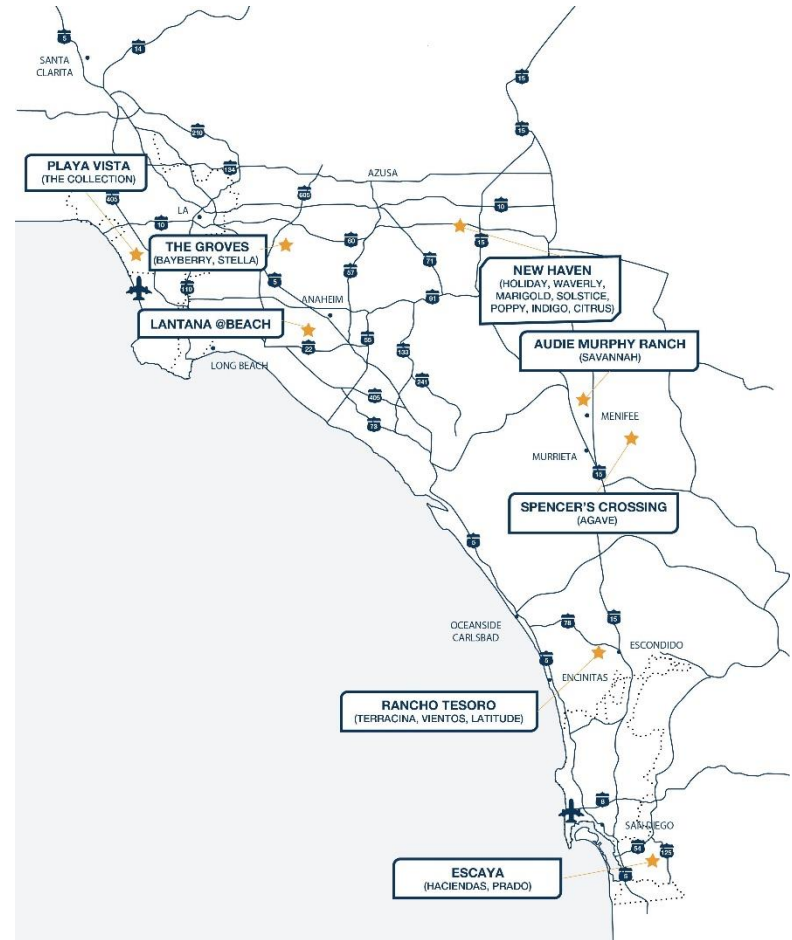 5
14
SANTA
CLARITA
15
15
210
PLAYA VISTA
(THE COLLECTION)
134
AZUSA
405
605
10
LA
10
THE GROVES
(BAYBERRY, STELLA)
60
15
57
71
NEW HAVEN
(HOLIDAY, WAVERLY,
MARIGOLD, SOLSTICE,
POPPY, INDIGO, CITRUS)
5
110
91
ANAHEIM
LANTANA @BEACH
55
22
133
AUDIE MURPHY RANCH
(SAVANNAH)
LONG BEACH
241
405
73
MENIFEE
MURRIETA
15
SPENCER'S CROSSING
(AGAVE)
5
OCEANSIDE
CARLSBAD
78
15
ESCONDIDO
5
ENCINITAS
RANCHO TESORO
(TERRACINA, VIENTOS, LATITUDE)
8
SAN DIEGO
54
125
ESCAYA
(HACIENDAS, PRADO)
5